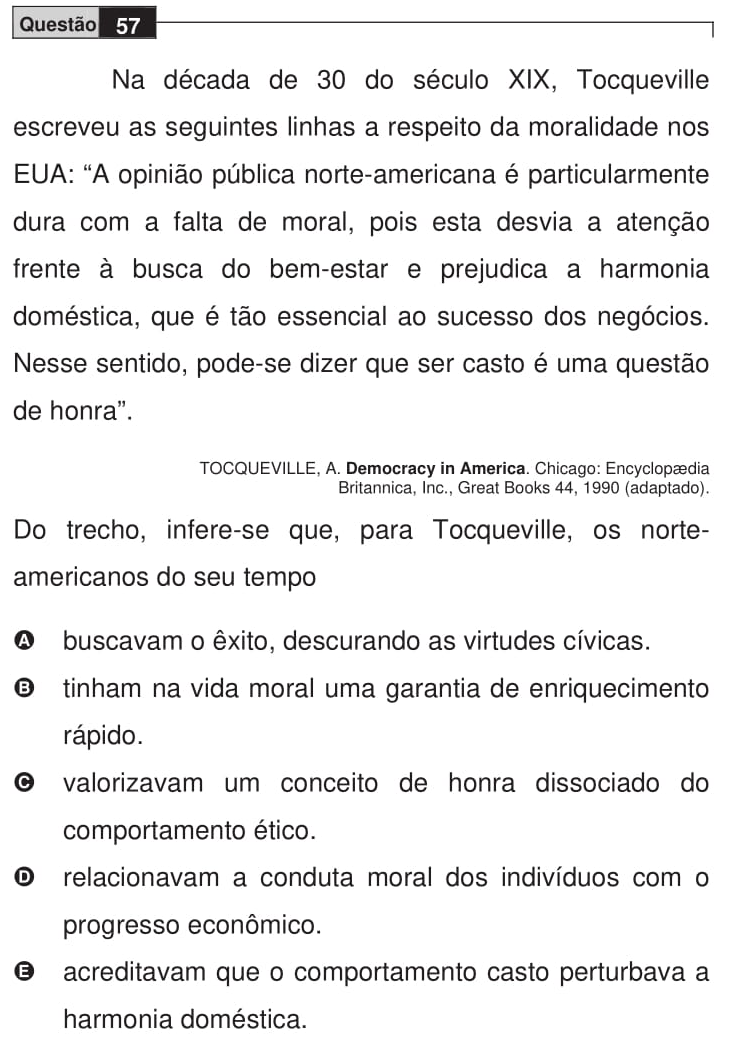 Questão 57
Na década de 30 do século XIX, Tocqueville
escreveu as seguintes linhas a respeito da moralidade nos
EUA: “A opinião pública norte-americana é particularmente
dura com a falta de moral, pois esta desvia a atenção
frente à busca do bem-estar e prejudica a harmonia
doméstica, que é tão essencial ao sucesso dos negócios.
Nesse sentido, pode-se dizer que ser casto é uma questão
de honra”.
TOCQUEVILLE, A. Democracy in America. Chicago: Encyclopædia
Britannica, Inc., Great Books 44, 1990 (adaptado).
Do trecho, infere-se que, para Tocqueville, os norte-
americanos do seu tempo
A buscavam o êxito, descurando as virtudes cívicas.
B tinham na vida moral uma garantia de enriquecimento
rápido.
C valorizavam um conceito de honra dissociado do
comportamento ético.
D relacionavam a conduta moral dos indivíduos com o
progresso econômico.
E acreditavam que o comportamento casto perturbava a
harmonia doméstica.